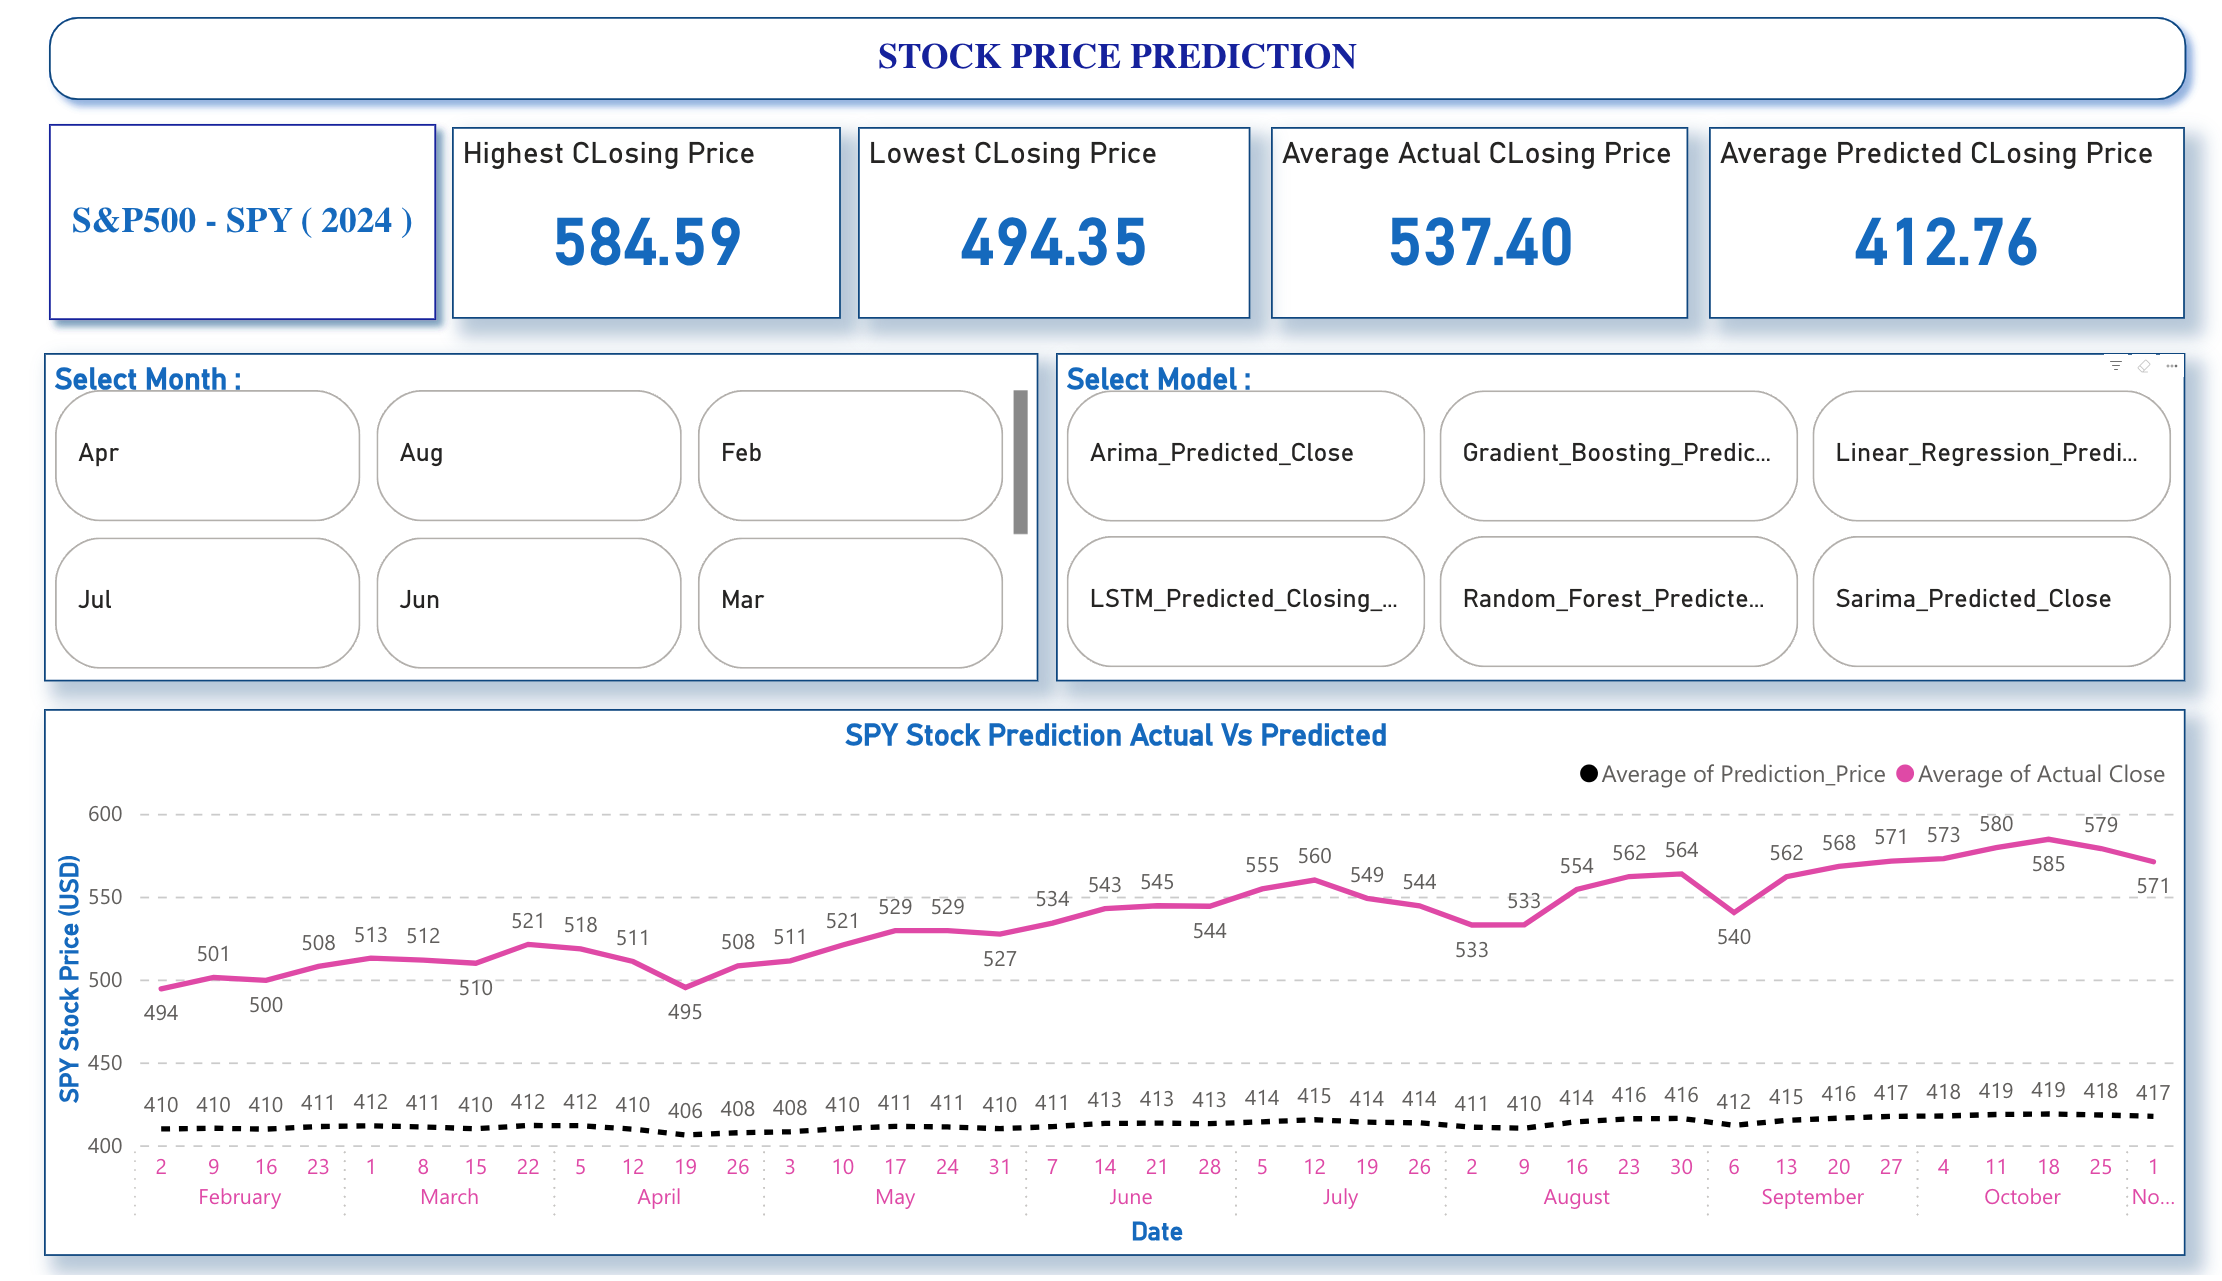 STOCK PRICE PREDICTION
S&P500 - SPY ( 2024 )
Highest CLosing Price
584.59
Lowest CLosing Price
494.35
Average Actual CLosing Price
537.40
Average Predicted CLosing Price
412.76
Select Month :
Apr
Aug
Feb
Jul
Jun
Mar
Select Model :
Arima_Predicted_Close
Gradient_Boosting_Predic...
Linear_Regression_Predi...
LSTM_Predicted_Closing_...
Random_Forest_Predicte...
Sarima_Predicted_Close
SPY Stock Prediction Actual Vs Predicted
Average of Prediction_Price Average of Actual Close
SPY Stock Price (USD)
600
550
500
450
400
494 501 500 508 513 512 510 521 518 511 495 508 511 521 529 529 527 534 543 545 544 555 560 549 544 533 533 554 562 564 540 562 568 571 573 580 585 579 571
410 410 410 411 412 411 410 412 412 410 406 408 408 410 411 411 410 411 413 413 413 414 415 414 414 411 410 414 416 416 412 415 416 417 418 419 419 418 417
2 9 16 23 1 8 15 22 5 12 19 26 3 10 17 24 31 7 14 21 28 5 12 19 26 2 9 16 23 30 6 13 20 27 4 11 18 25 1
February March April May June July August September October No...
Date